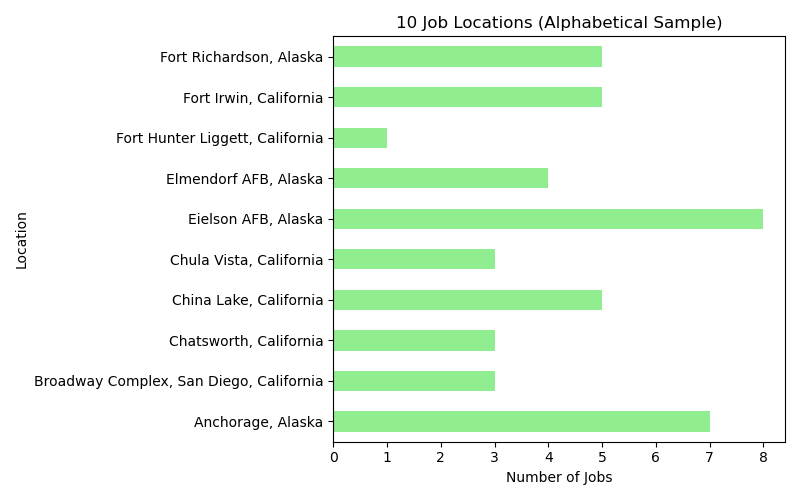 10 Job Locations (Alphabetical Sample)
Fort Richardson, Alaska
Fort Irwin, California
Fort Hunter Liggett, California
Elmendorf AFB, Alaska
Eielson AFB, Alaska
Chula Vista, California
China Lake, California
Chatsworth, California
Broadway Complex, San Diego, California
Anchorage, Alaska
Location
0 1 2 3 4 5 6 7 8
Number of Jobs